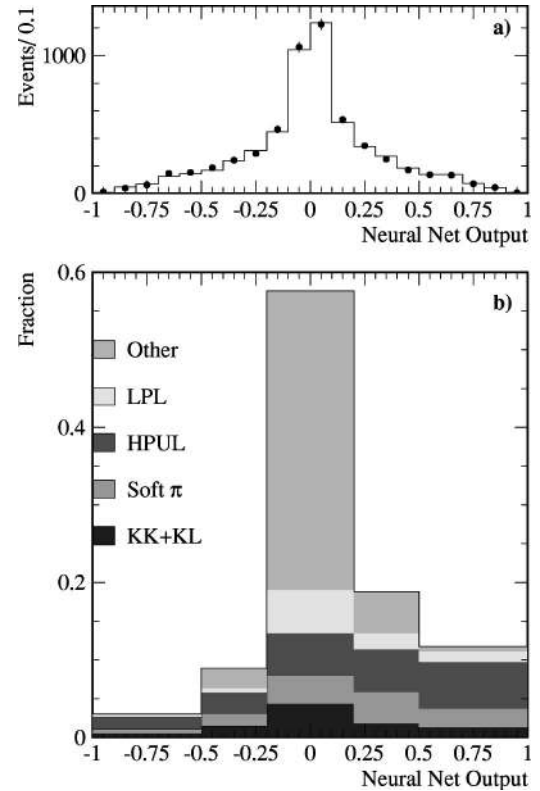 Events/ 0.1
a)
1000
0
-1 -0.75 -0.5 -0.25 0 0.25 0.5 0.75 1
Neural Net Output
Fraction
b)
0.6
Other
LPL
0.4
HPUL
Soft π
KK+KL
0.2
0
-1 -0.75 -0.5 -0.25 0 0.25 0.5 0.75 1
Neural Net Output